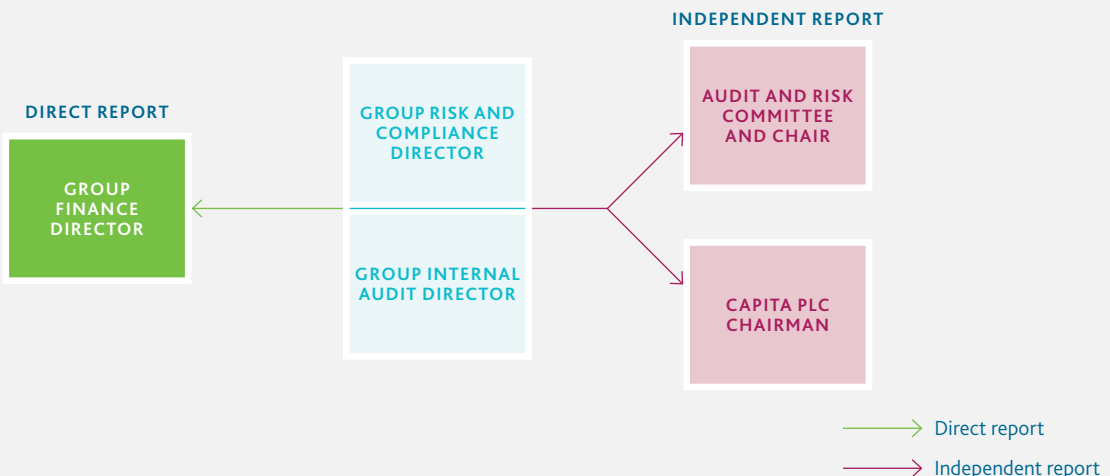 INDEPENDENT REPORT
DIRECT REPORT
GROUP
FINANCE
DIRECTOR
GROUP RISK AND
COMPLIANCE
DIRECTOR
GROUP INTERNAL
AUDIT DIRECTOR
AUDIT AND RISK
COMMITTEE
AND CHAIR
CAPITA PLC
CHAIRMAN
Direct report
Independent report